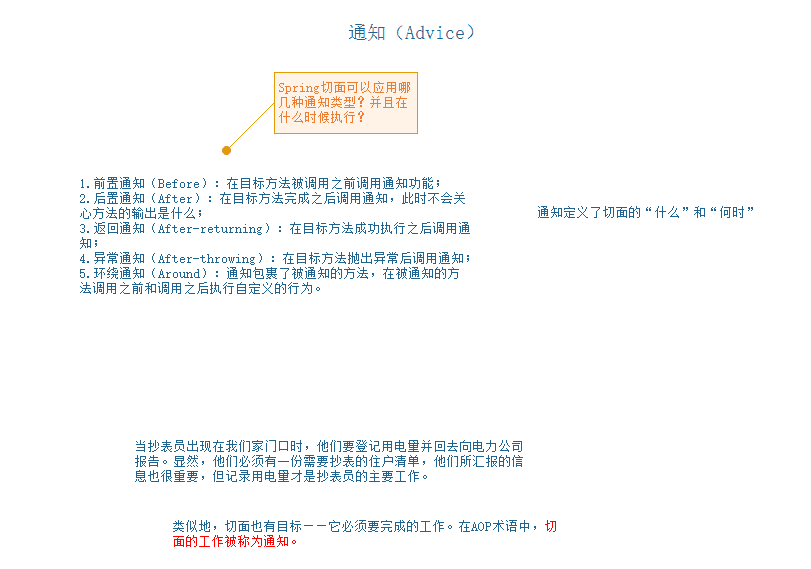 通知（Advice）
Spring切面可以应用哪
几种通知类型？并且在
什么时候执行？
1.前置通知（Before）：在目标方法被调用之前调用通知功能；
2.后置通知（After）：在目标方法完成之后调用通知，此时不会关
心方法的输出是什么；
3.返回通知（After-returning）：在目标方法成功执行之后调用通
知；
4.异常通知（After-throwing）：在目标方法抛出异常后调用通知；
5.环绕通知（Around）：通知包裹了被通知的方法，在被通知的方
法调用之前和调用之后执行自定义的行为。
通知定义了切面的“什么”和“何时”
当抄表员出现在我们家门口时，他们要登记用电量并回去向电力公司
报告。显然，他们必须有一份需要抄表的住户清单，他们所汇报的信
息也很重要，但记录用电量才是抄表员的主要工作。
类似地，切面也有目标——它必须要完成的工作。在AOP术语中，切
面的工作被称为通知。